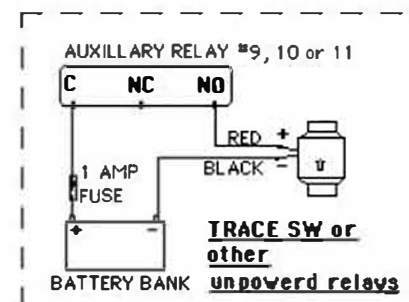 AUXILLARY RELAY #9, 10 or 11
C NC NO
RED +
BLACK -
1 AMP
FUSE
+ -
BATTERY BANK
TRACE SW or
other
unpowerd relays